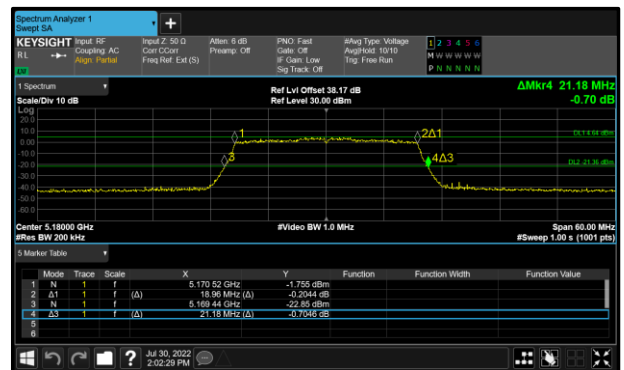 Spectrum Analyzer 1
Swept SA
KEYSIGHT Input: RF Input Z: 50 Ω Atten: 6 dB PNO: Fast #Avg Type: Voltage 1 2 3 4 5 6
RL Coupling: AC Corr CCorr Preamp: Off Gate: Off Avg|Hold: 10/10 M W W W W W
Align: Partial Freq Ref: Ext (S) IF Gain: Low Trig: Free Run P N N N N N
Sig Track: Off
LXI
1 Spectrum Ref Lvl Offset 38.17 dB ΔMkr4 21.18 MHz
Scale/Div 10 dB Ref Level 30.00 dBm -0.70 dB
Log
20.0
10.0 1 2Δ1 DL1 4.64 dBm
0.00
-10.0 3 4Δ3
-20.0 DL2 -21.36 dBm
-30.0
-40.0
-50.0
-60.0
Center 5.18000 GHz #Video BW 1.0 MHz Span 60.00 MHz
#Res BW 200 kHz #Sweep 1.00 s (1001 pts)
5 Marker Table
Mode Trace Scale X Y Function Function Width Function Value
1 N 1 f 5.170 52 GHz -1.755 dBm
2 Δ1 1 f (Δ) 18.96 MHz (Δ) -0.2044 dB
3 N 1 f 5.169 44 GHz -22.85 dBm
4 Δ3 1 f (Δ) 21.18 MHz (Δ) -0.7046 dB
5
6
? Jul 30, 2022
2:02:29 PM